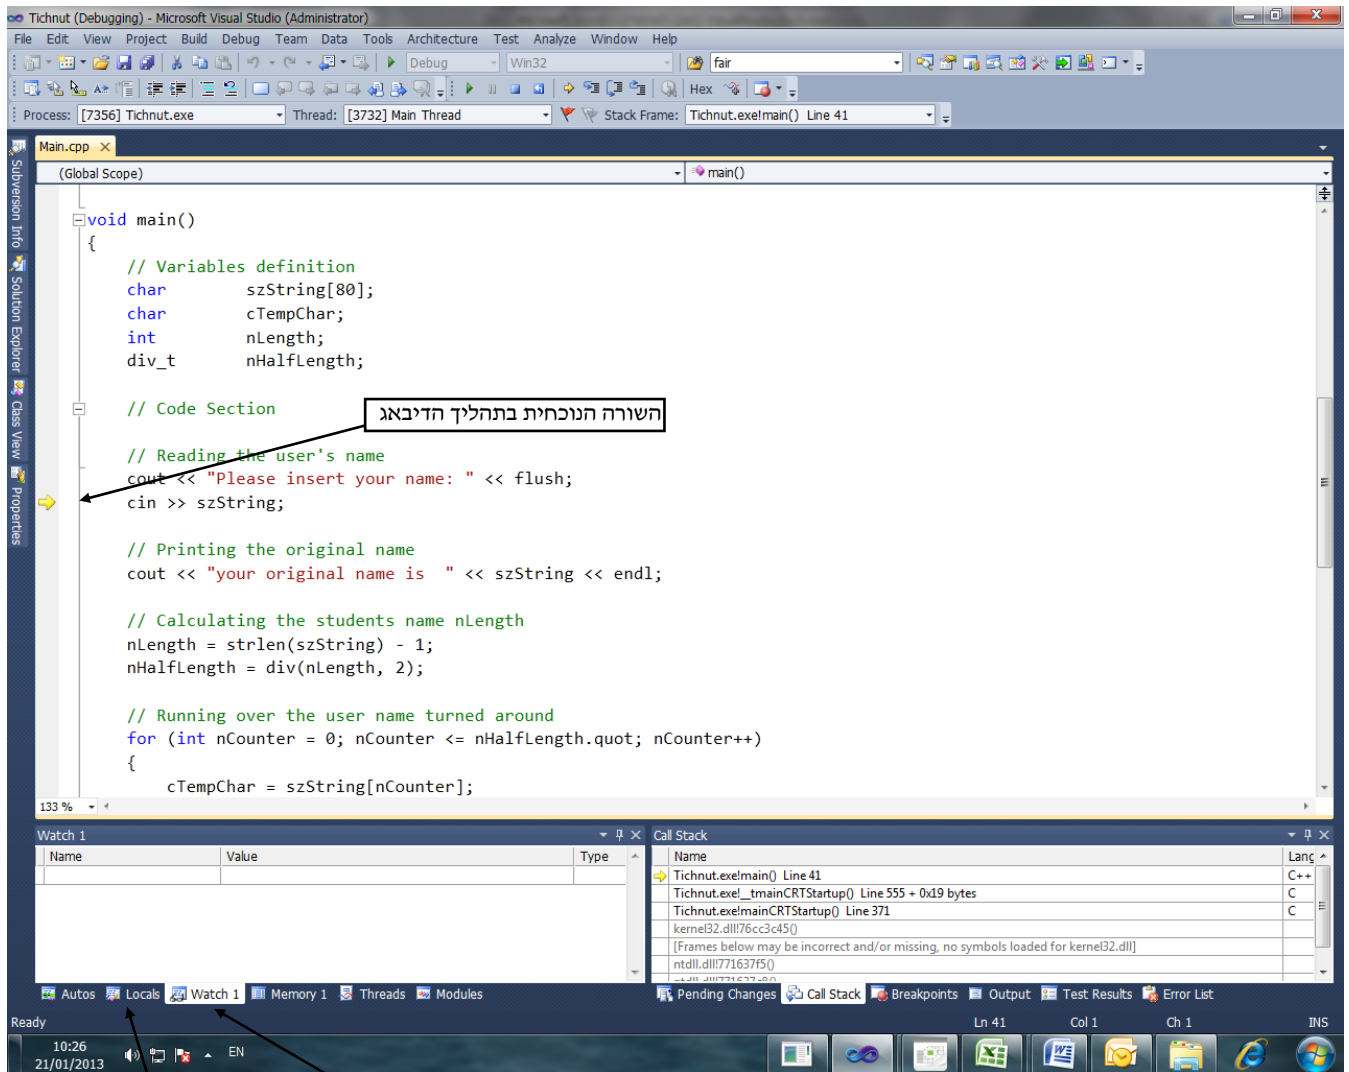 Tichnut (Debugging) - Microsoft Visual Studio (Administrator)
File Edit View Project Build Debug Team Data Tools Architecture Test Analyze Window Help
Debug Win32 fair
Hex
Process: [7356] Tichnut.exe Thread: [3732] Main Thread Stack Frame: Tichnut.exe!main() Line 41
Main.cpp
(Global Scope) main()
Subversion Info
Solution Explorer
Class View
Properties
void main()
{
// Variables definition
char szString[80];
char cTempChar;
int nLength;
div_t nHalfLength;
// Code Section
השורה הנוכחית בתהליך הדיבאג
// Reading the user's name
cout << "Please insert your name: " << flush;
cin >> szString;
// Printing the original name
cout << "your original name is  " << szString << endl;
// Calculating the students name nLength
nLength = strlen(szString) - 1;
nHalfLength = div(nLength, 2);
// Running over the user name turned around
for (int nCounter = 0; nCounter <= nHalfLength.quot; nCounter++)
{
cTempChar = szString[nCounter];
133 %
Watch 1
Name Value Type
Call Stack
Name Lang
Tichnut.exe!main() Line 41 C++
Tichnut.exe!__tmainCRTStartup() Line 555 + 0x19 bytes C
Tichnut.exe!mainCRTStartup() Line 371 C
kernel32.dll!76cc3c45()
[Frames below may be incorrect and/or missing, no symbols loaded for kernel32.dll]
ntdll.dll!771637f5()
Autos Locals Watch 1 Memory 1 Threads Modules
Pending Changes Call Stack Breakpoints Output Test Results Error List
Ready Ln 41 Col 1 Ch 1 INS
10:26
21/01/2013
EN